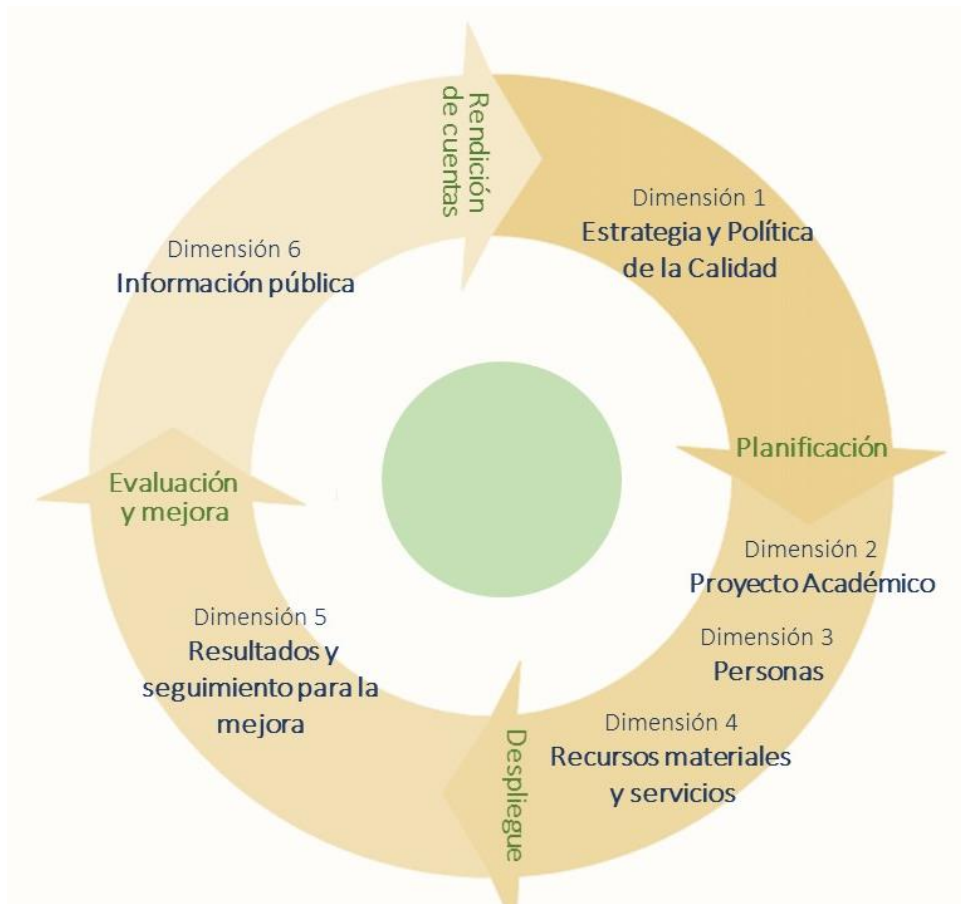 Rendición
de cuentas
Dimensión 1
Estrategia y Política
de la Calidad
Planificación
Dimensión 2
Proyecto Académico
Dimensión 3
Personas
Dimensión 4
Recursos materiales
y servicios
Despliegue
Dimensión 5
Resultados y
seguimiento para la
mejora
Evaluación
y mejora
Dimensión 6
Información pública